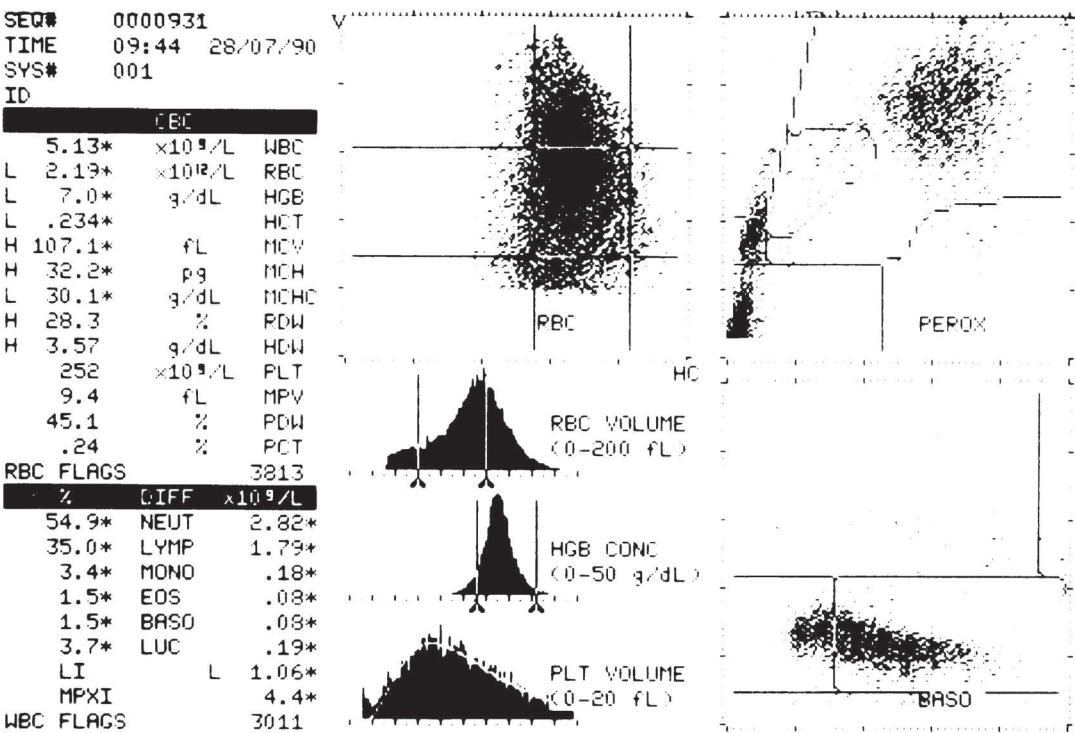 SEQ# 0000931
TIME 09:44 28/07/90
SYS# 001
ID
CBC
5.13* ×10⁹/L WBC
L 2.19* ×10¹²/L RBC
L 7.0* g/dL HGB
L .234* HCT
H 107.1* fL MCV
H 32.2* pg MCH
L 30.1* g/dL MCHC
H 28.3 % RDW
H 3.57 g/dL HDW
252 ×10⁹/L PLT
9.4 fL MPV
45.1 % PDW
.24 % PCT
RBC FLAGS 3813
% DIFF ×10⁹/L
54.9* NEUT 2.82*
35.0* LYMP 1.79*
3.4* MONO .18*
1.5* EOS .08*
1.5* BASO .08*
3.7* LUC .19*
LI L 1.06*
MPXI 4.4*
WBC FLAGS 3011
V
RBC
HC
RBC VOLUME
(0-200 fL)
HGB CONC
(0-50 g/dL)
PLT VOLUME
(0-20 fL)
PEROX
BASO